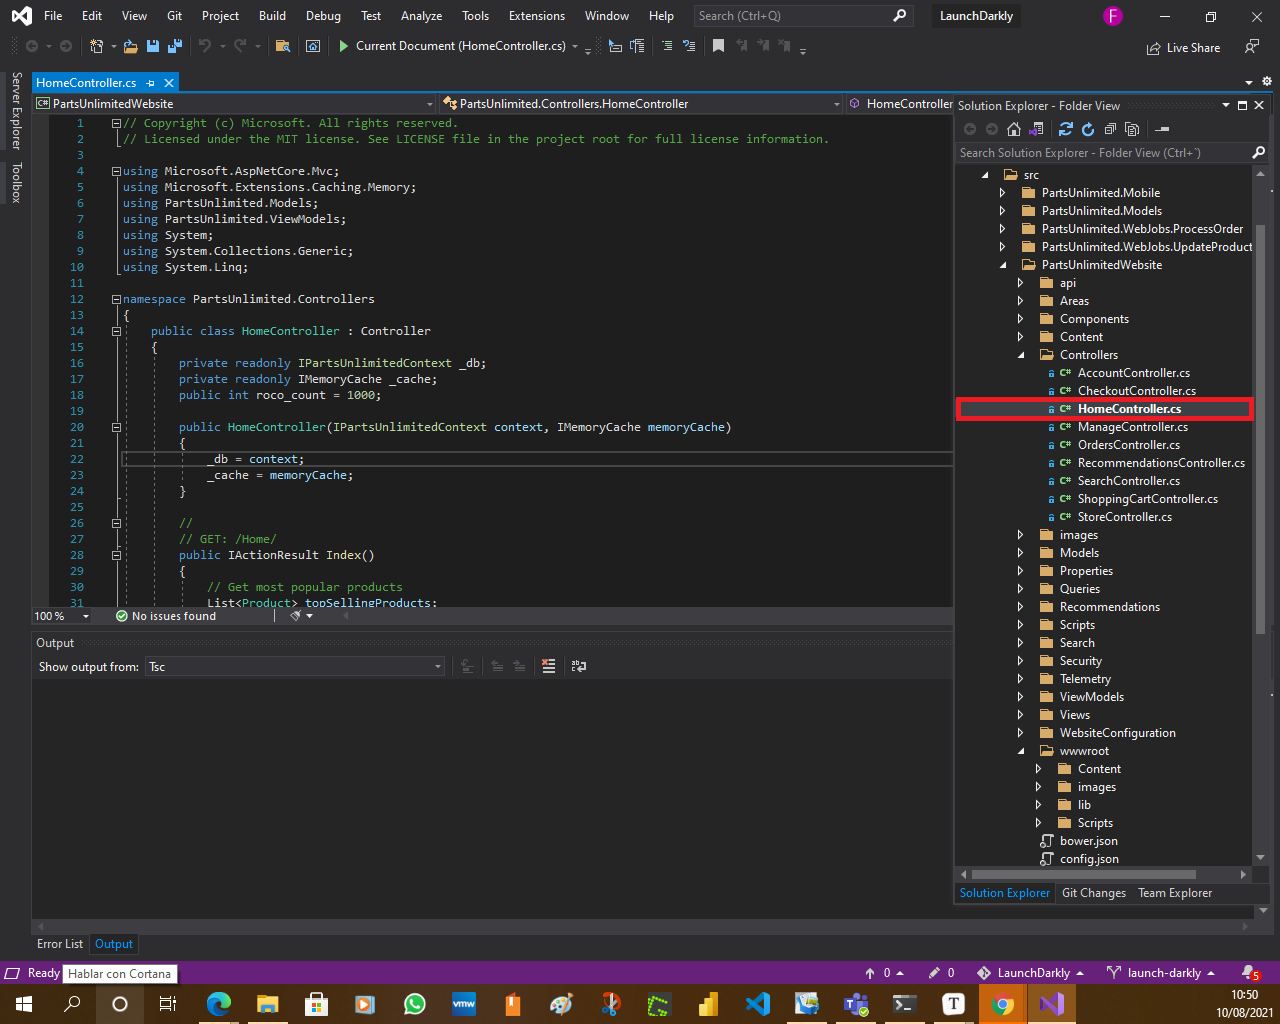 File Edit View Git Project Build Debug Test Analyze Tools Extensions Window Help Search (Ctrl+Q) LaunchDarkly F
Current Document (HomeController.cs) Live Share
Server Explorer
Toolbox
HomeController.cs
C# PartsUnlimitedWebsite PartsUnlimited.Controllers.HomeController HomeController
1 // Copyright (c) Microsoft. All rights reserved.
2 // Licensed under the MIT license. See LICENSE file in the project root for full license information.
3
4 using Microsoft.AspNetCore.Mvc;
5 using Microsoft.Extensions.Caching.Memory;
6 using PartsUnlimited.Models;
7 using PartsUnlimited.ViewModels;
8 using System;
9 using System.Collections.Generic;
10 using System.Linq;
11
12 namespace PartsUnlimited.Controllers
13 {
14 public class HomeController : Controller
15 {
16 private readonly IPartsUnlimitedContext _db;
17 private readonly IMemoryCache _cache;
18 public int roco_count = 1000;
19
20 public HomeController(IPartsUnlimitedContext context, IMemoryCache memoryCache)
21 {
22 _db = context;
23 _cache = memoryCache;
24 }
25
26 //
27 // GET: /Home/
28 public IActionResult Index()
29 {
30 // Get most popular products
31 List<Product> topSellingProducts;
100 % No issues found
Output
Show output from: Tsc
Error List Output
Solution Explorer - Folder View
Search Solution Explorer - Folder View (Ctrl+`)
src
PartsUnlimited.Mobile
PartsUnlimited.Models
PartsUnlimited.WebJobs.ProcessOrder
PartsUnlimited.WebJobs.UpdateProduct
PartsUnlimitedWebsite
api
Areas
Components
Content
Controllers
C# AccountController.cs
C# CheckoutController.cs
C# HomeController.cs
C# ManageController.cs
C# OrdersController.cs
C# RecommendationsController.cs
C# SearchController.cs
C# ShoppingCartController.cs
C# StoreController.cs
images
Models
Properties
Queries
Recommendations
Scripts
Search
Security
Telemetry
ViewModels
Views
WebsiteConfiguration
wwwroot
Content
images
lib
Scripts
bower.json
config.json
Solution Explorer Git Changes Team Explorer
Ready Hablar con Cortana 0 0 LaunchDarkly launch-darkly 5
vmw T 10:50
10/08/2021